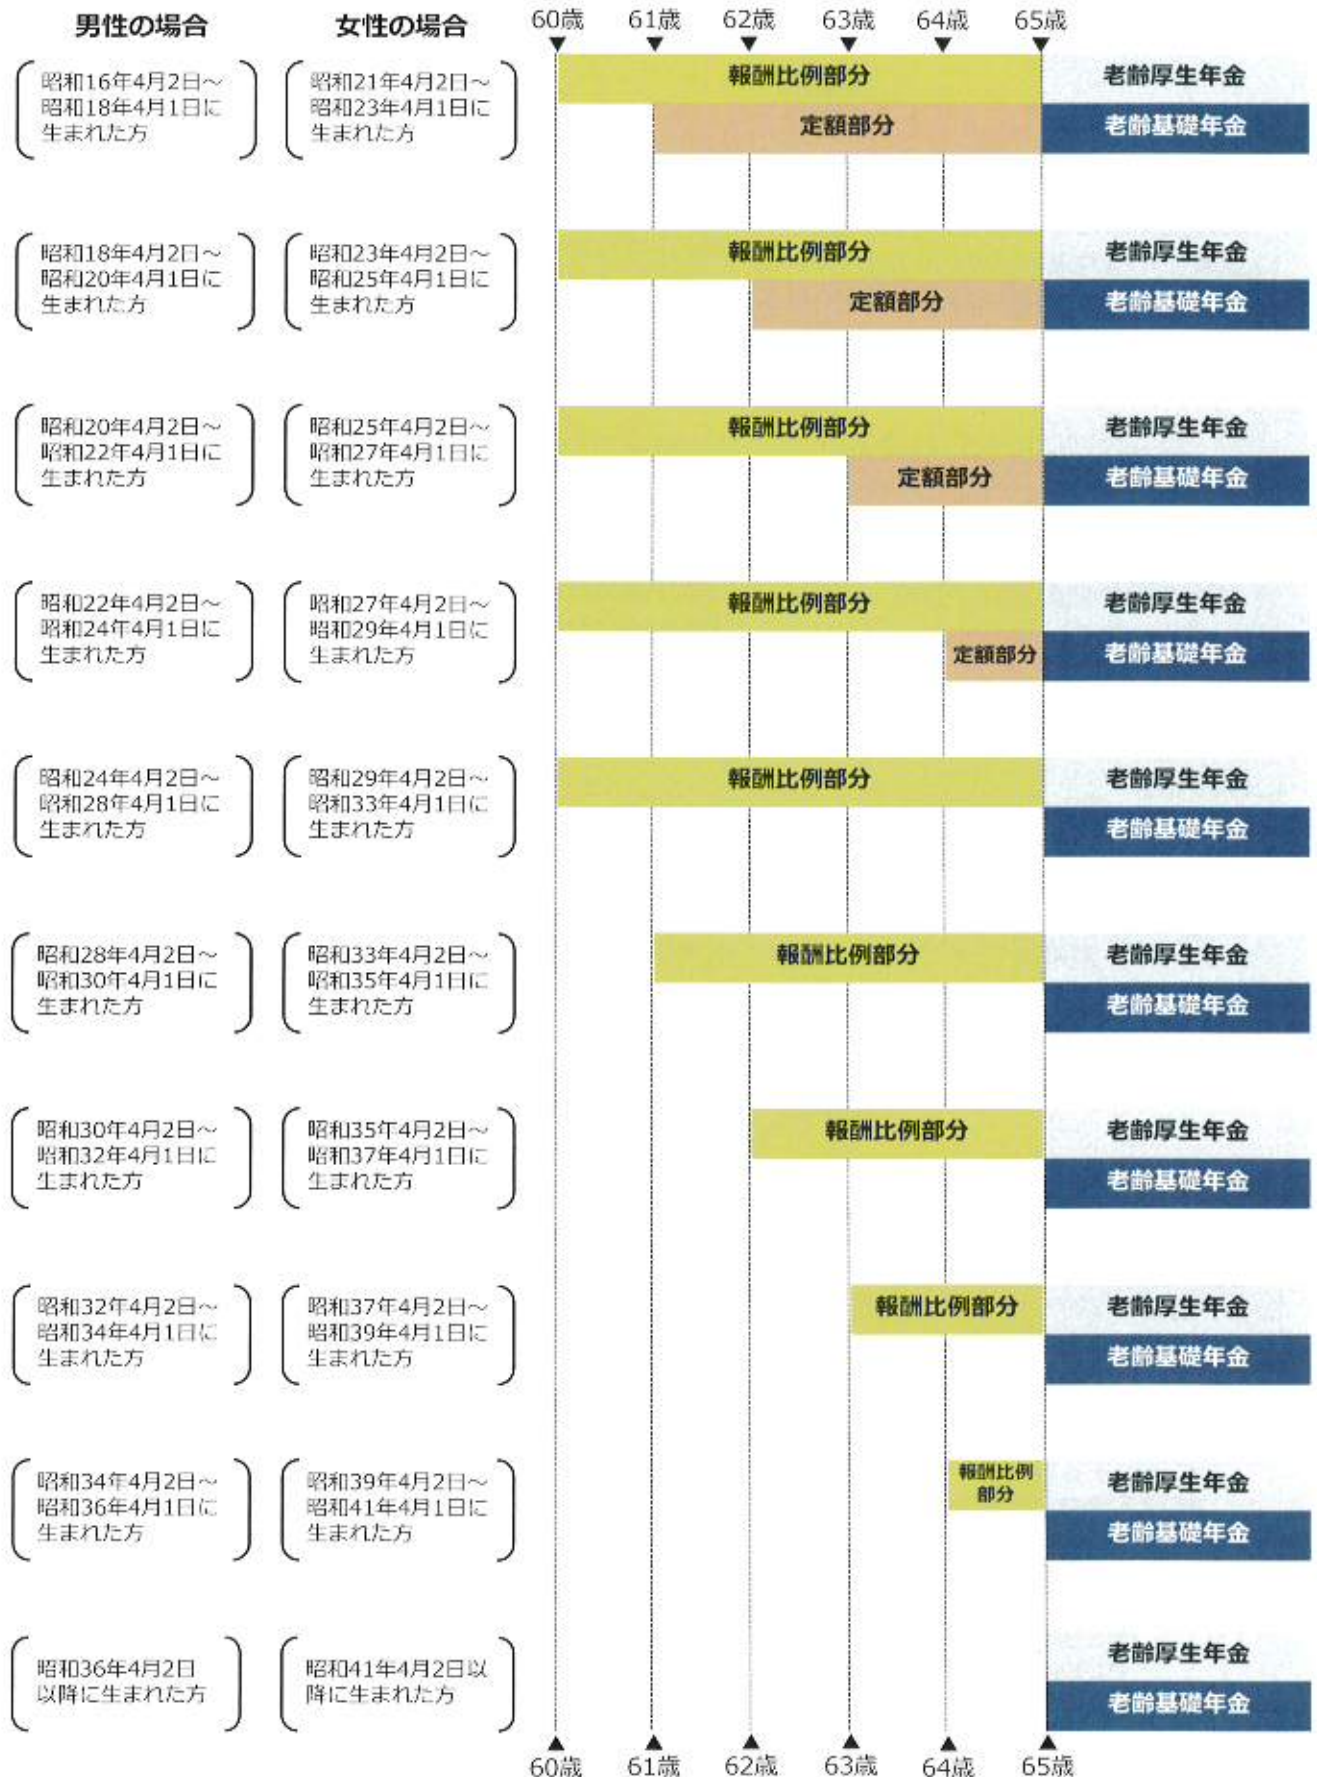 男性の場合 女性の場合 60歳 61歳 62歳 63歳 64歳 65歳
昭和16年4月2日～
昭和18年4月1日に
生まれた方
昭和21年4月2日～
昭和23年4月1日に
生まれた方
報酬比例部分 老齢厚生年金
定額部分 老齢基礎年金
昭和18年4月2日～
昭和20年4月1日に
生まれた方
昭和23年4月2日～
昭和25年4月1日に
生まれた方
報酬比例部分 老齢厚生年金
定額部分 老齢基礎年金
昭和20年4月2日～
昭和22年4月1日に
生まれた方
昭和25年4月2日～
昭和27年4月1日に
生まれた方
報酬比例部分 老齢厚生年金
定額部分 老齢基礎年金
昭和22年4月2日～
昭和24年4月1日に
生まれた方
昭和27年4月2日～
昭和29年4月1日に
生まれた方
報酬比例部分 老齢厚生年金
定額部分 老齢基礎年金
昭和24年4月2日～
昭和28年4月1日に
生まれた方
昭和29年4月2日～
昭和33年4月1日に
生まれた方
報酬比例部分 老齢厚生年金
老齢基礎年金
昭和28年4月2日～
昭和30年4月1日に
生まれた方
昭和33年4月2日～
昭和35年4月1日に
生まれた方
報酬比例部分 老齢厚生年金
老齢基礎年金
昭和30年4月2日～
昭和32年4月1日に
生まれた方
昭和35年4月2日～
昭和37年4月1日に
生まれた方
報酬比例部分 老齢厚生年金
老齢基礎年金
昭和32年4月2日～
昭和34年4月1日に
生まれた方
昭和37年4月2日～
昭和39年4月1日に
生まれた方
報酬比例部分 老齢厚生年金
老齢基礎年金
昭和34年4月2日～
昭和36年4月1日に
生まれた方
昭和39年4月2日～
昭和41年4月1日に
生まれた方
報酬比例
部分
老齢厚生年金
老齢基礎年金
昭和36年4月2日
以降に生まれた方
昭和41年4月2日以
降に生まれた方
老齢厚生年金
老齢基礎年金
60歳 61歳 62歳 63歳 64歳 65歳